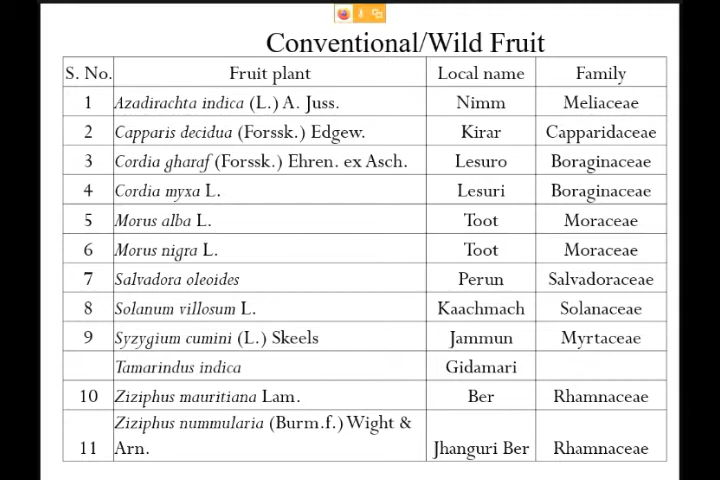 Conventional/Wild Fruit
S. No. Fruit plant Local name Family
1 Azadirachta indica (L.) A. Juss. Nimm Meliaceae
2 Capparis decidua (Forssk.) Edgew. Kirar Capparidaceae
3 Cordia gharaf (Forssk.) Ehren. ex Asch. Lesuro Boraginaceae
4 Cordia myxa L. Lesuri Boraginaceae
5 Morus alba L. Toot Moraceae
6 Morus nigra L. Toot Moraceae
7 Salvadora oleoides Perun Salvadoraceae
8 Solanum villosum L. Kaachmach Solanaceae
9 Syzygium cumini (L.) Skeels Jammun Myrtaceae
Tamarindus indica Gidamari
10 Ziziphus mauritiana Lam. Ber Rhamnaceae
Ziziphus nummularia (Burm.f.) Wight &
11 Arn. Jhanguri Ber Rhamnaceae